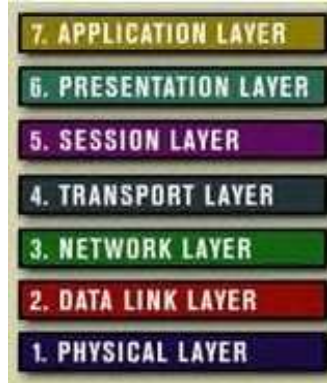 7. APPLICATION LAYER
6. PRESENTATION LAYER
5. SESSION LAYER
4. TRANSPORT LAYER
3. NETWORK LAYER
2. DATA LINK LAYER
1. PHYSICAL LAYER